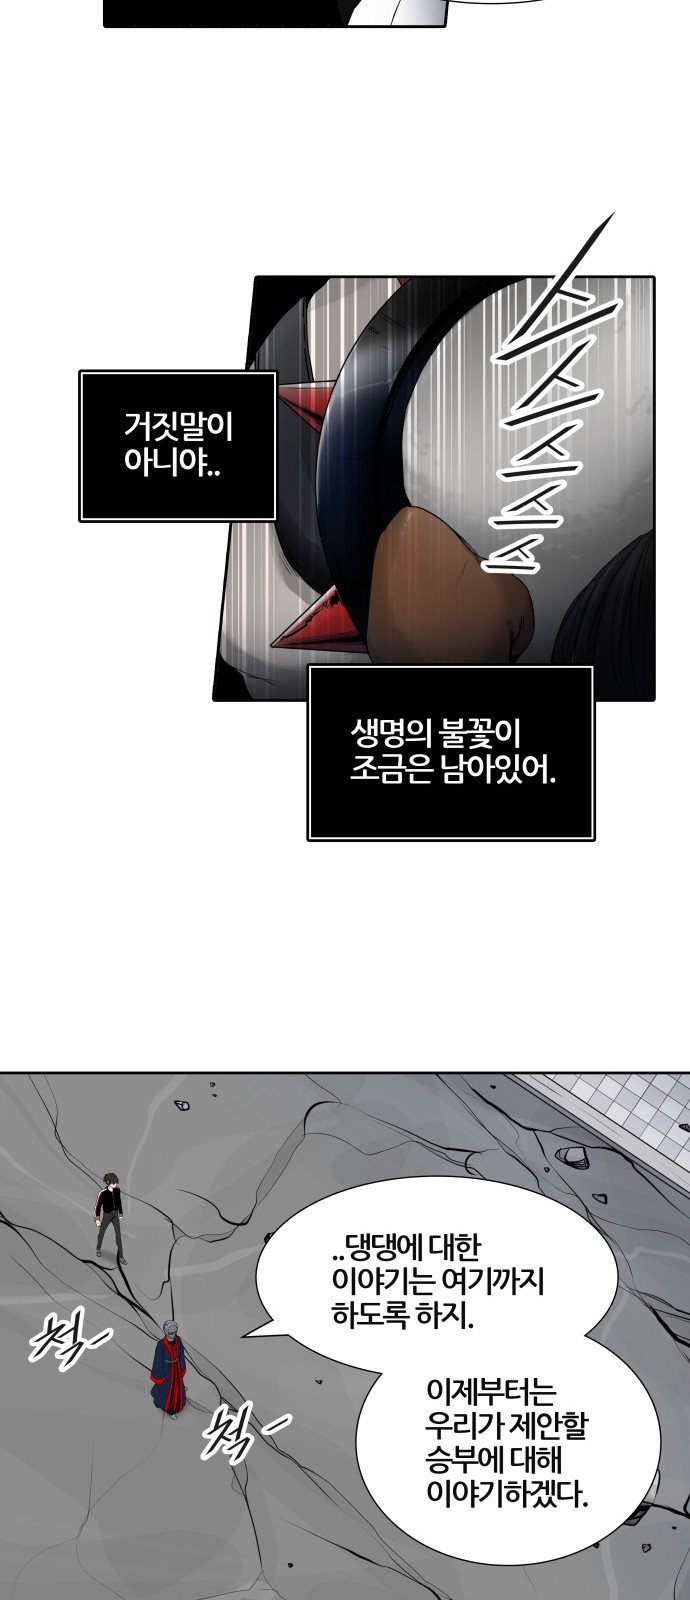 스스스스스
거짓말이
아니야..
생명의 불꽃이
조금은 남아있어.
..댕댕에 대한
이야기는 여기까지
하도록 하지.
척-
이제부터는
우리가 제안할
승부에 대해
이야기하겠다.
척-